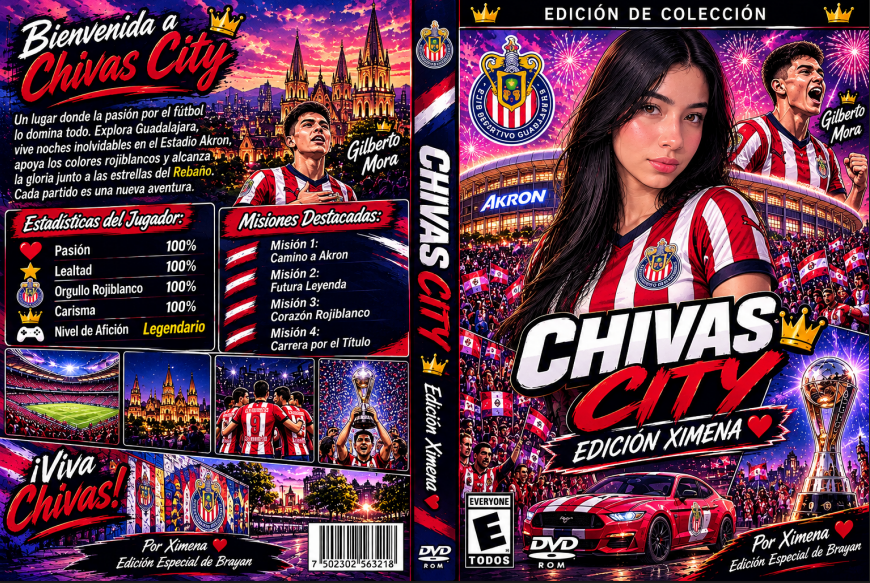 Bienvenida a
Chivas City
Un lugar donde la pasión por el fútbol
lo domina todo. Explora Guadalajara,
vive noches inolvidables en el Estadio Akron,
apoya los colores rojiblancos y alcanza
la gloria junto a las estrellas del Rebaño.
Cada partido es una nueva aventura.
Gilberto
Mora
Estadísticas del Jugador:
Pasión 100%
Lealtad 100%
Orgullo Rojiblanco 100%
Carisma 100%
Nivel de Afición Legendario
Misiones Destacadas:
Misión 1:
Camino a Akron
Misión 2:
Futura Leyenda
Misión 3:
Corazón Rojiblanco
Misión 4:
Carrera por el Título
¡Viva
Chivas!
Por Ximena
Edición Especial de Brayan
7 502302 563218
CHIVAS CITY
Edición Ximena
DVD
ROM
EDICIÓN DE COLECCIÓN
Gilberto
Mora
AKRON
CHIVAS
CITY
EDICIÓN XIMENA
EVERYONE
E
TODOS
DVD
ROM
Por Ximena
Edición Especial de Brayan